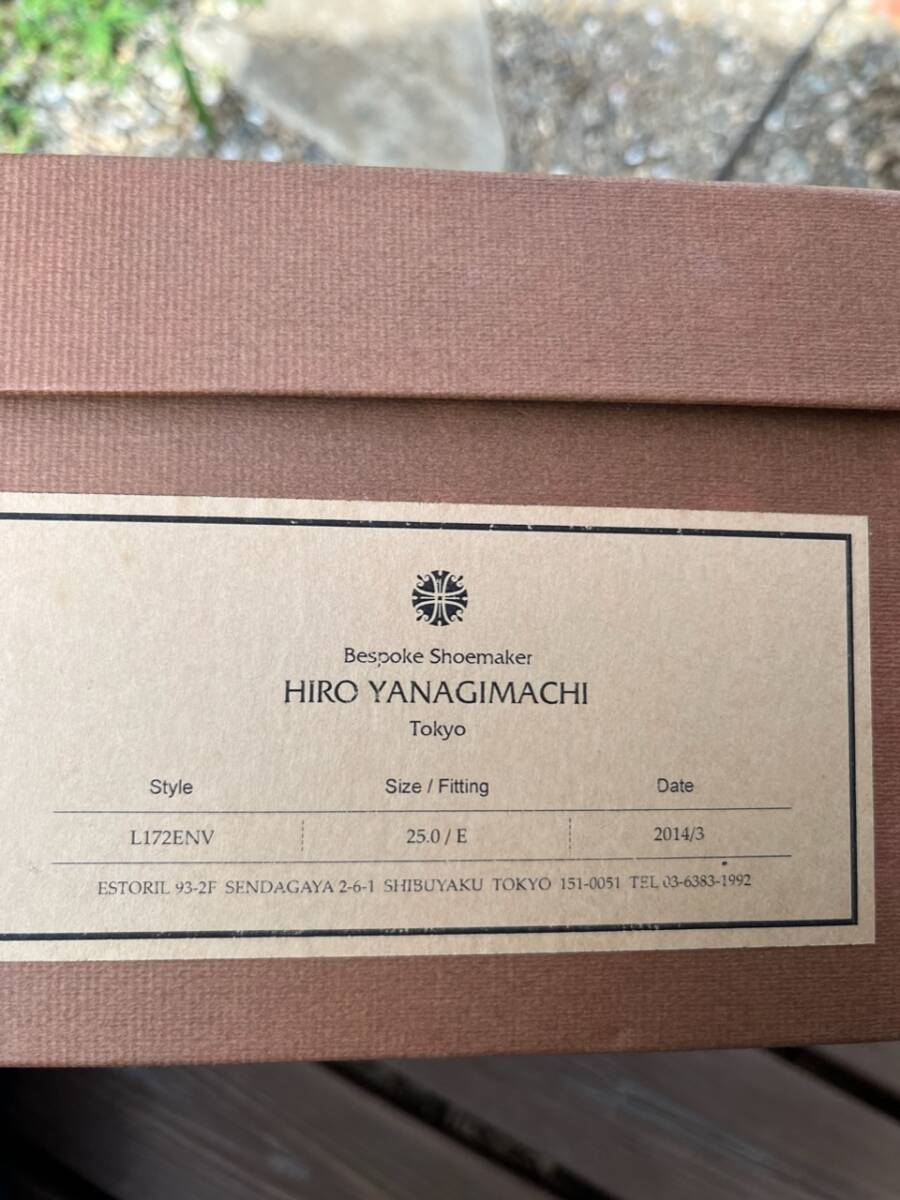 Bespoke Shoemaker
HIRO YANAGIMACHI
Tokyo
Style Size / Fitting Date
L172ENV 25.0 / E 2014/3
ESTORIL 93-2F SENDAGAYA 2-6-1 SHIBUYAKU TOKYO 151-0051 TEL 03-6383-1992